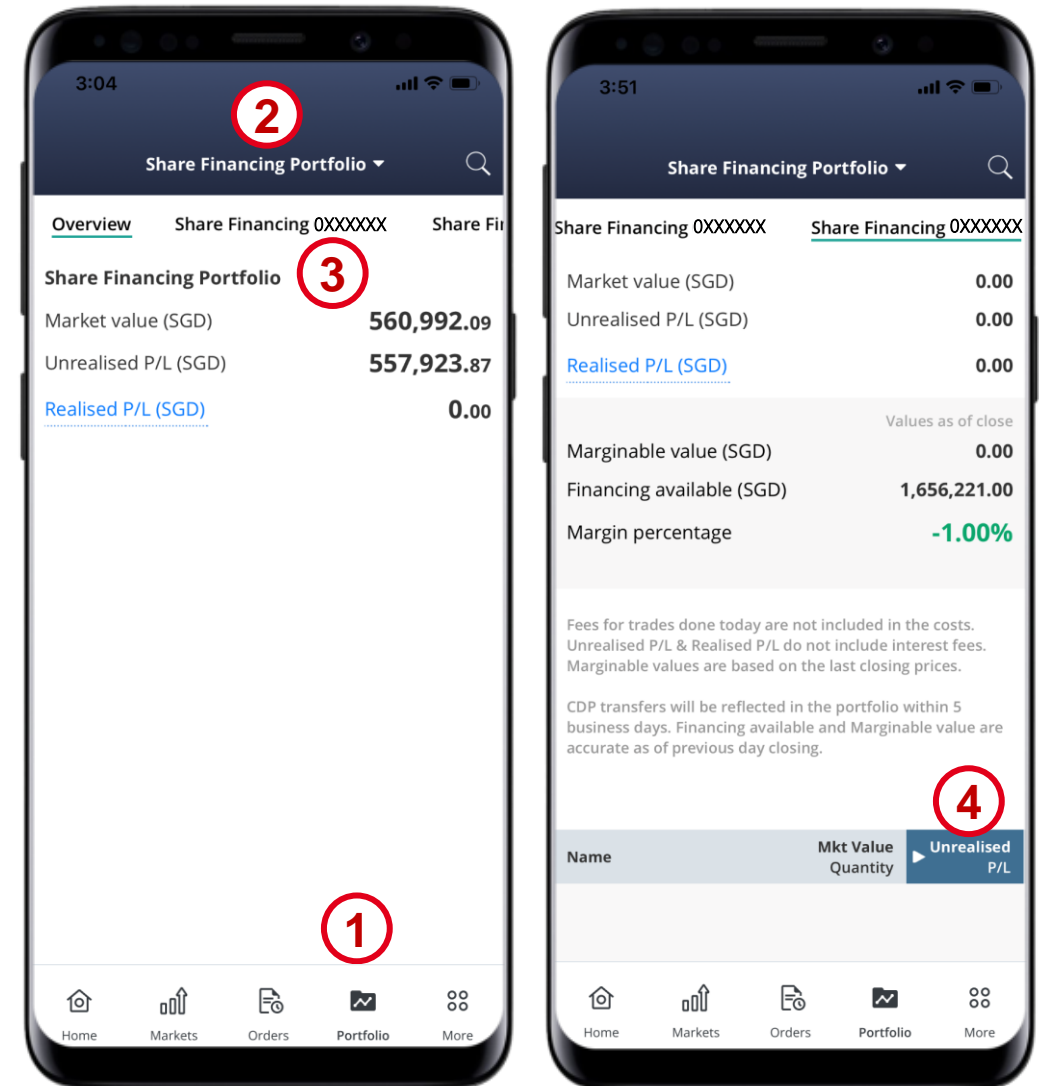 3:04
2
Share Financing Portfolio
Overview Share Financing 0XXXXXX Share Fi
3
Share Financing Portfolio
Market value (SGD) 560,992.09
Unrealised P/L (SGD) 557,923.87
Realised P/L (SGD) 0.00
1
Home Markets Orders Portfolio More
3:51
Share Financing Portfolio
Share Financing 0XXXXXX Share Financing 0XXXXXX
Market value (SGD) 0.00
Unrealised P/L (SGD) 0.00
Realised P/L (SGD) 0.00
Values as of close
Marginable value (SGD) 0.00
Financing available (SGD) 1,656,221.00
Margin percentage -1.00%
Fees for trades done today are not included in the costs.
Unrealised P/L & Realised P/L do not include interest fees.
Marginable values are based on the last closing prices.
CDP transfers will be reflected in the portfolio within 5
business days. Financing available and Marginable value are
accurate as of previous day closing.
4
Name Mkt Value Unrealised
Quantity P/L
Home Markets Orders Portfolio More